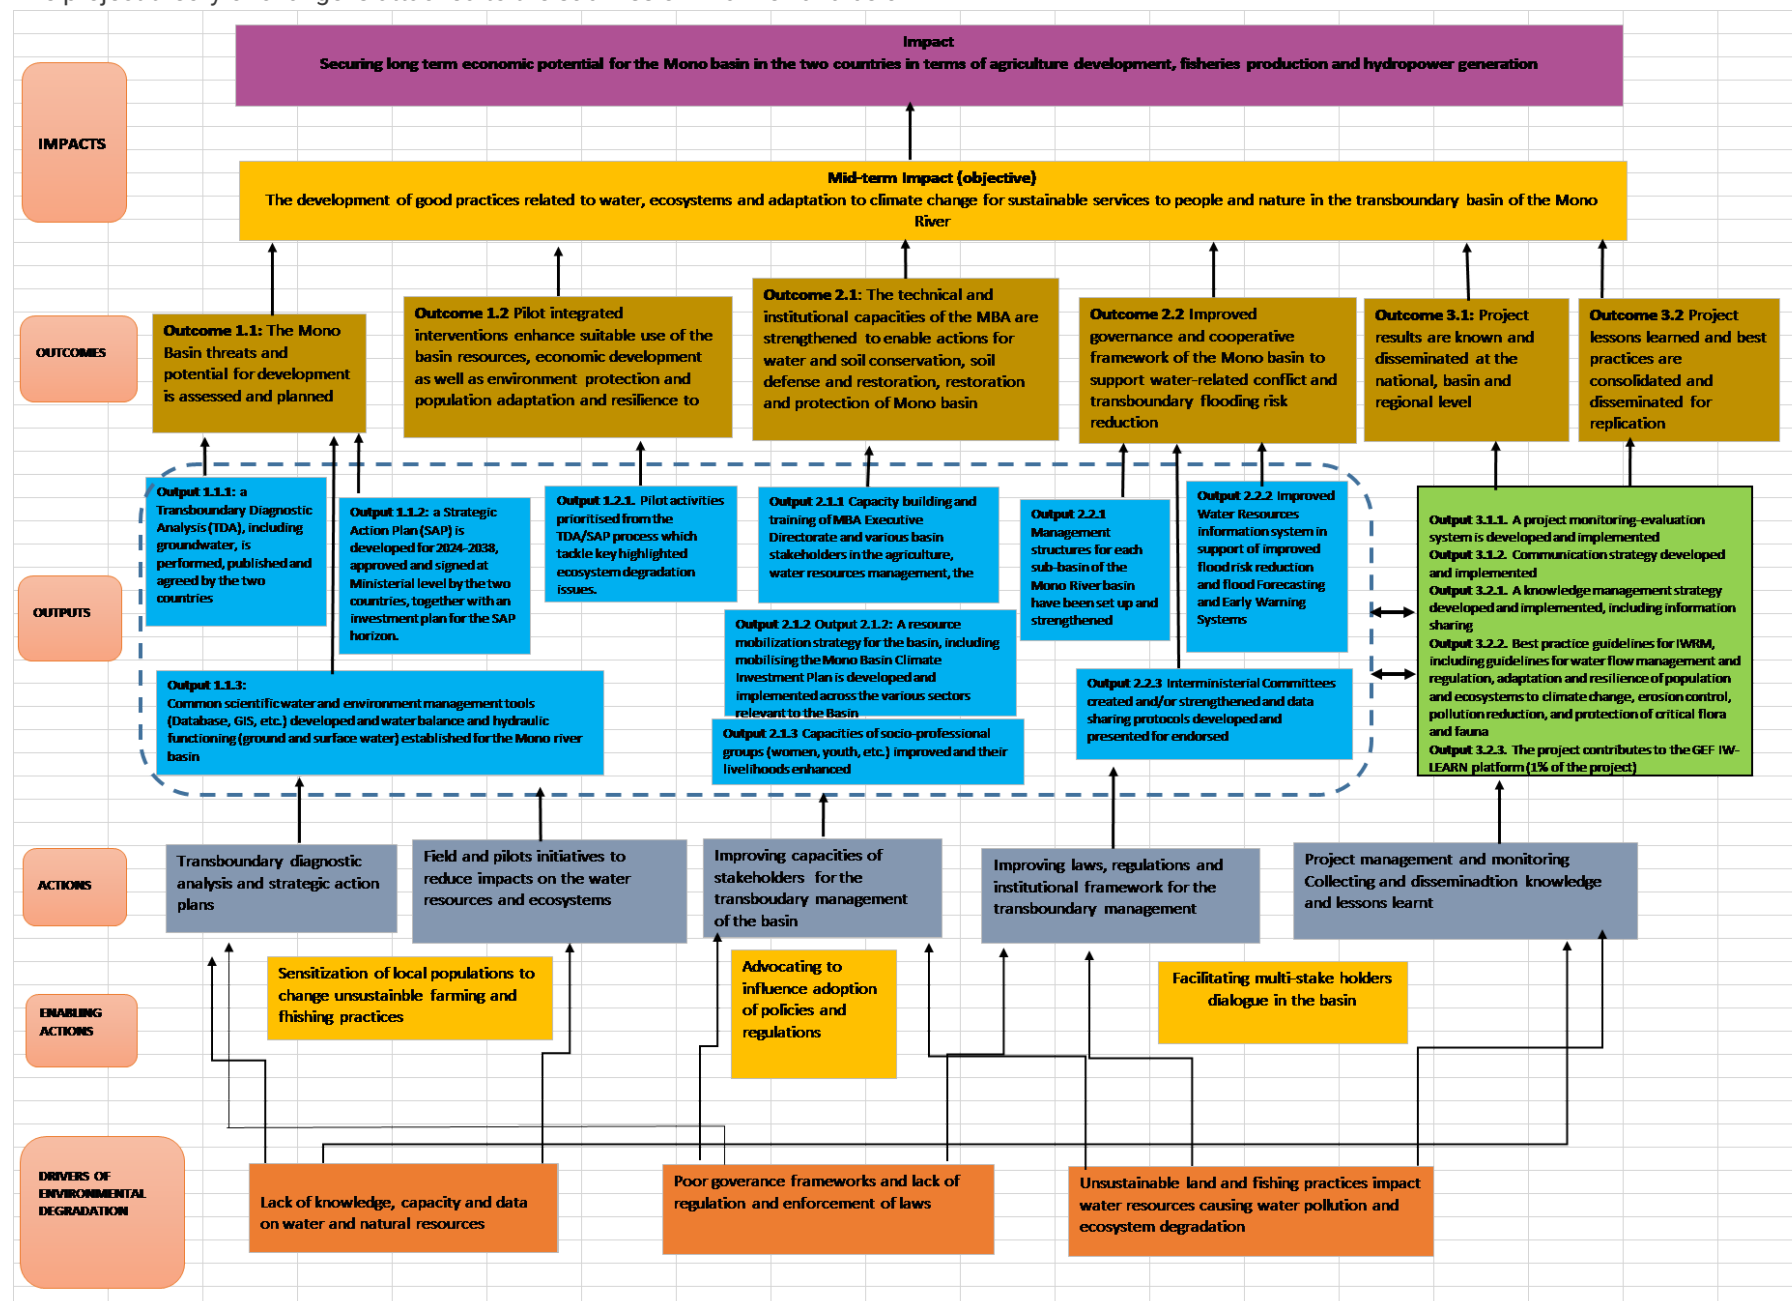 Impact
Securing long term economic potential for the Mono basin in the two countries in terms of agriculture development, fisheries production and hydropower generation
IMPACTS
Mid-term Impact (objective)
The development of good practices related to water, ecosystems and adaptation to climate change for sustainable services to people and nature in the transboundary basin of the Mono
River
OUTCOMES
Outcome 1.1: The Mono
Basin threats and
potential for development
is assessed and planned
Outcome 1.2 Pilot integrated
interventions enhance suitable use of the
basin resources, economic development
as well as environment protection and
population adaptation and resilience to
Outcome 2.1: The technical and
institutional capacities of the MBA are
strengthened to enable actions for
water and soil conservation, soil
defense and restoration, restoration
and protection of Mono basin
Outcome 2.2 Improved
governance and cooperative
framework of the Mono basin to
support water-related conflict and
transboundary flooding risk
reduction
Outcome 3.1: Project
results are known and
disseminated at the
national, basin and
regional level
Outcome 3.2 Project
lessons learned and best
practices are
consolidated and
disseminated for
replication
OUTPUTS
Output 1.1.1: a
Transboundary Diagnostic
Analysis (TDA), including
groundwater, is
performed, published and
agreed by the two
countries
Output 1.1.2: a Strategic
Action Plan (SAP) is
developed for 2024-2038,
approved and signed at
Ministerial level by the two
countries, together with an
investment plan for the SAP
horizon.
Output 1.1.3:
Common scientific water and environment management tools
(Database, GIS, etc.) developed and water balance and hydraulic
functioning (ground and surface water) established for the Mono river
basin
Output 1.2.1. Pilot activities
prioritised from the
TDA/SAP process which
tackle key highlighted
ecosystem degradation
issues.
Output 2.1.1 Capacity building and
training of MBA Executive
Directorate and various basin
stakeholders in the agriculture,
water resources management, the
Output 2.1.2 Output 2.1.2: A resource
mobilization strategy for the basin, including
mobilising the Mono Basin Climate
Investment Plan is developed and
implemented across the various sectors
relevant to the Basin
Output 2.1.3 Capacities of socio-professional
groups (women, youth, etc.) improved and their
livelihoods enhanced
Output 2.2.1
Management
structures for each
sub-basin of the
Mono River basin
have been set up and
strengthened
Output 2.2.2 Improved
Water Resources
information system in
support of improved
flood risk reduction
and flood Forecasting
and Early Warning
Systems
Output 2.2.3 Interministerial Committees
created and/or strengthened and data
sharing protocols developed and
presented for endorsed
Output 3.1.1. A project monitoring-evaluation
system is developed and implemented
Output 3.1.2. Communication strategy developed
and implemented
Output 3.2.1. A knowledge management strategy
developed and implemented, including information
sharing
Output 3.2.2. Best practice guidelines for IWRM,
including guidelines for water flow management and
regulation, adaptation and resilience of population
and ecosystems to climate change, erosion control,
pollution reduction, and protection of critical flora
and fauna
Output 3.2.3. The project contributes to the GEF IW-
LEARN platform (1% of the project)
ACTIONS
Transboundary diagnostic
analysis and strategic action
plans
Field and pilots initiatives to
reduce impacts on the water
resources and ecosystems
Improving capacities of
stakeholders for the
transboudary management
of the basin
Improving laws, regulations and
institutional framework for the
transboundary management
Project management and monitoring
Collecting and disseminadtion knowledge
and lessons learnt
ENABLING
ACTIONS
Sensitization of local populations to
change unsustainble farming and
fhishing practices
Advocating to
influence adoption
of policies and
regulations
Facilitating multi-stake holders
dialogue in the basin
DRIVERS OF
ENVIRONMENTAL
DEGRADATION
Lack of knowledge, capacity and data
on water and natural resources
Poor goverance frameworks and lack of
regulation and enforcement of laws
Unsustainable land and fishing practices impact
water resources causing water pollution and
ecosystem degradation